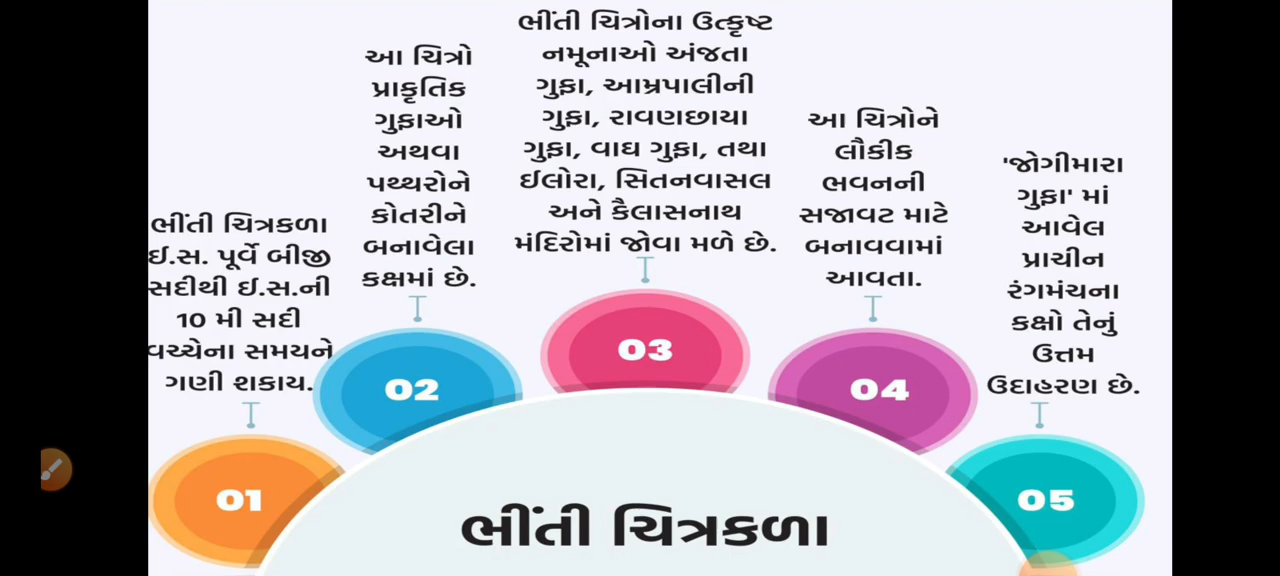 ભીંતી ચિત્રકળા
ઈ.સ. પૂર્વે બીજી
સદીથી ઈ.સ.ની
10 મી સદી
વચ્ચેના સમયને
ગણી શકાય.
01
આ ચિત્રો
પ્રાકૃતિક
ગુફાઓ
અથવા
પથ્થરોને
કોતરીને
બનાવેલા
કક્ષમાં છે.
02
ભીંતી ચિત્રોના ઉત્કૃષ્ટ
નમૂનાઓ અંજતા
ગુફા, આમ્રપાલીની
ગુફા, રાવણછાયા
ગુફા, વાઘ ગુફા, તથા
ઈલોરા, સિતનવાસલ
અને કૈલાસનાથ
મંદિરોમાં જોવા મળે છે.
03
આ ચિત્રોને
લૌકીક
ભવનની
સજાવટ માટે
બનાવવામાં
આવતા.
04
'જોગીમારા
ગુફા' માં
આવેલ
પ્રાચીન
રંગમંચના
કક્ષો તેનું
ઉત્તમ
ઉદાહરણ છે.
05
ભીંતી ચિત્રકળા